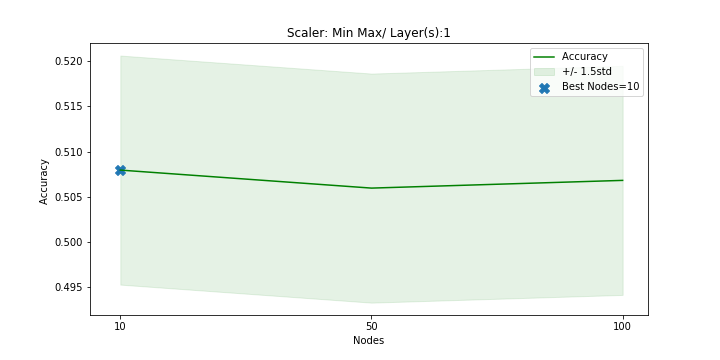 Scaler: Min Max/ Layer(s):1
Accuracy
+/- 1.5std
Best Nodes=10
0.520
0.515
0.510
0.505
0.500
0.495
Accuracy
10
50
100
Nodes